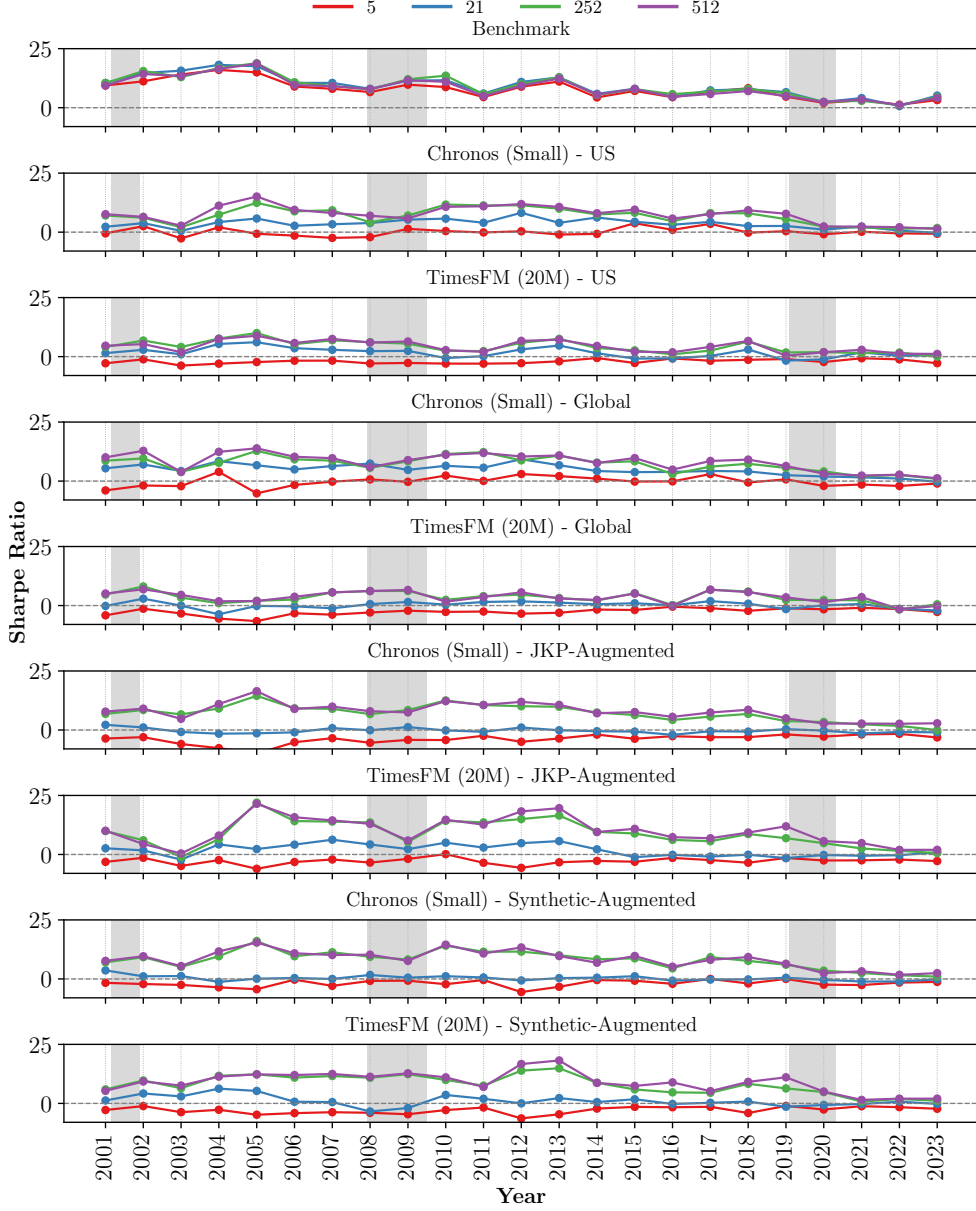 5 21 252 512
Benchmark
25
0
Chronos (Small) - US
25
0
TimesFM (20M) - US
25
0
Chronos (Small) - Global
25
0
TimesFM (20M) - Global
25
0
Chronos (Small) - JKP-Augmented
25
0
TimesFM (20M) - JKP-Augmented
25
0
Chronos (Small) - Synthetic-Augmented
25
0
TimesFM (20M) - Synthetic-Augmented
25
0
Sharpe Ratio
2001 2002 2003 2004 2005 2006 2007 2008 2009 2010 2011 2012 2013 2014 2015 2016 2017 2018 2019 2020 2021 2022 2023
Year